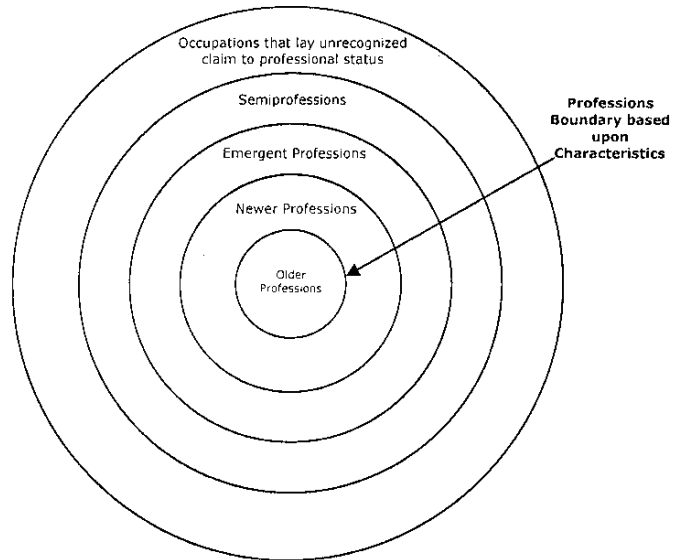 Occupations that lay unrecognized
claim to professional status
Semiprofessions
Emergent Professions
Newer Professions
Older
Professions
Professions
Boundary based
upon
Characteristics